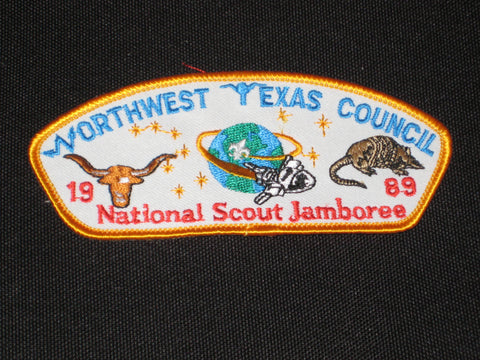 NORTHWEST TEXAS COUNCIL
19 89
National Scout Jamboree